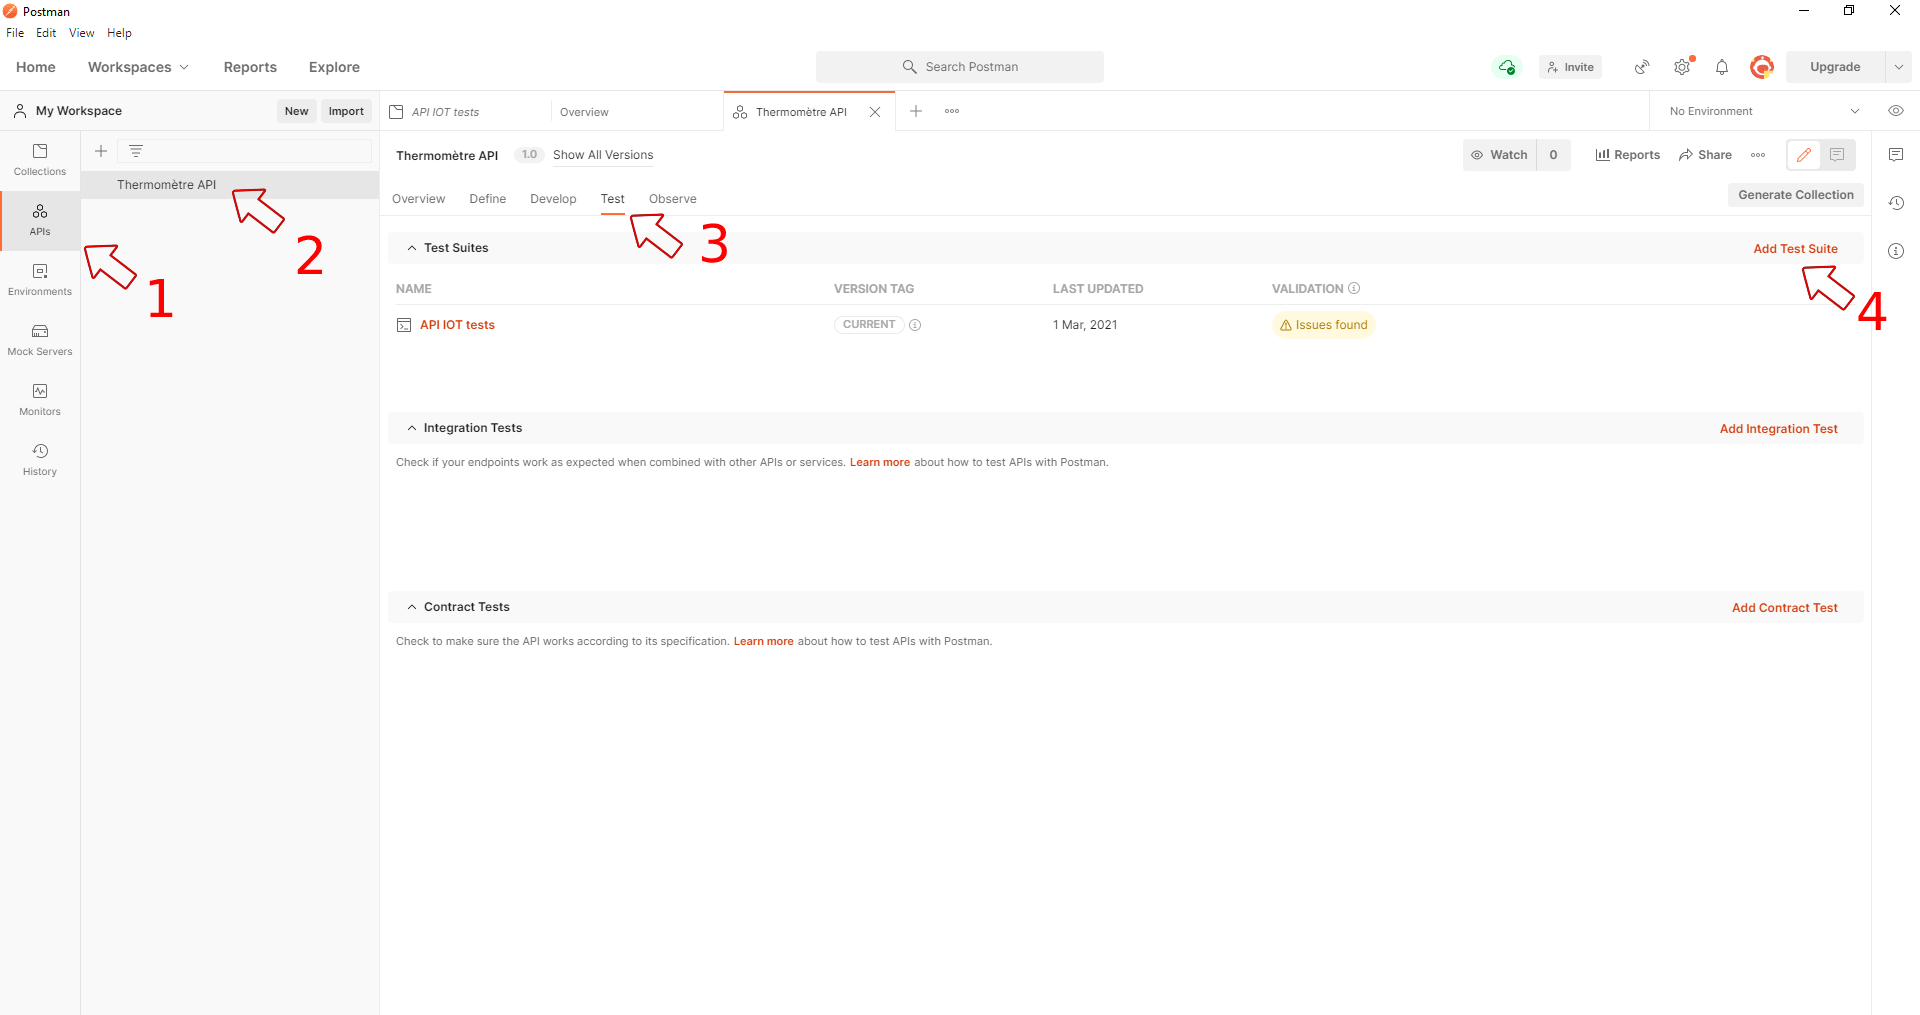 Postman
File Edit View Help
Home Workspaces Reports Explore Search Postman Invite Upgrade
My Workspace New Import API IOT tests Overview Thermomètre API No Environment
Thermomètre API 1.0 Show All Versions Watch 0 Reports Share
Collections
Thermomètre API
Overview Define Develop Test Observe Generate Collection
APIs
1
2
3
4
Test Suites Add Test Suite
Environments
NAME VERSION TAG LAST UPDATED VALIDATION
API IOT tests CURRENT 1 Mar, 2021 Issues found
Mock Servers
Monitors
History
Integration Tests Add Integration Test
Check if your endpoints work as expected when combined with other APIs or services. Learn more about how to test APIs with Postman.
Contract Tests Add Contract Test
Check to make sure the API works according to its specification. Learn more about how to test APIs with Postman.